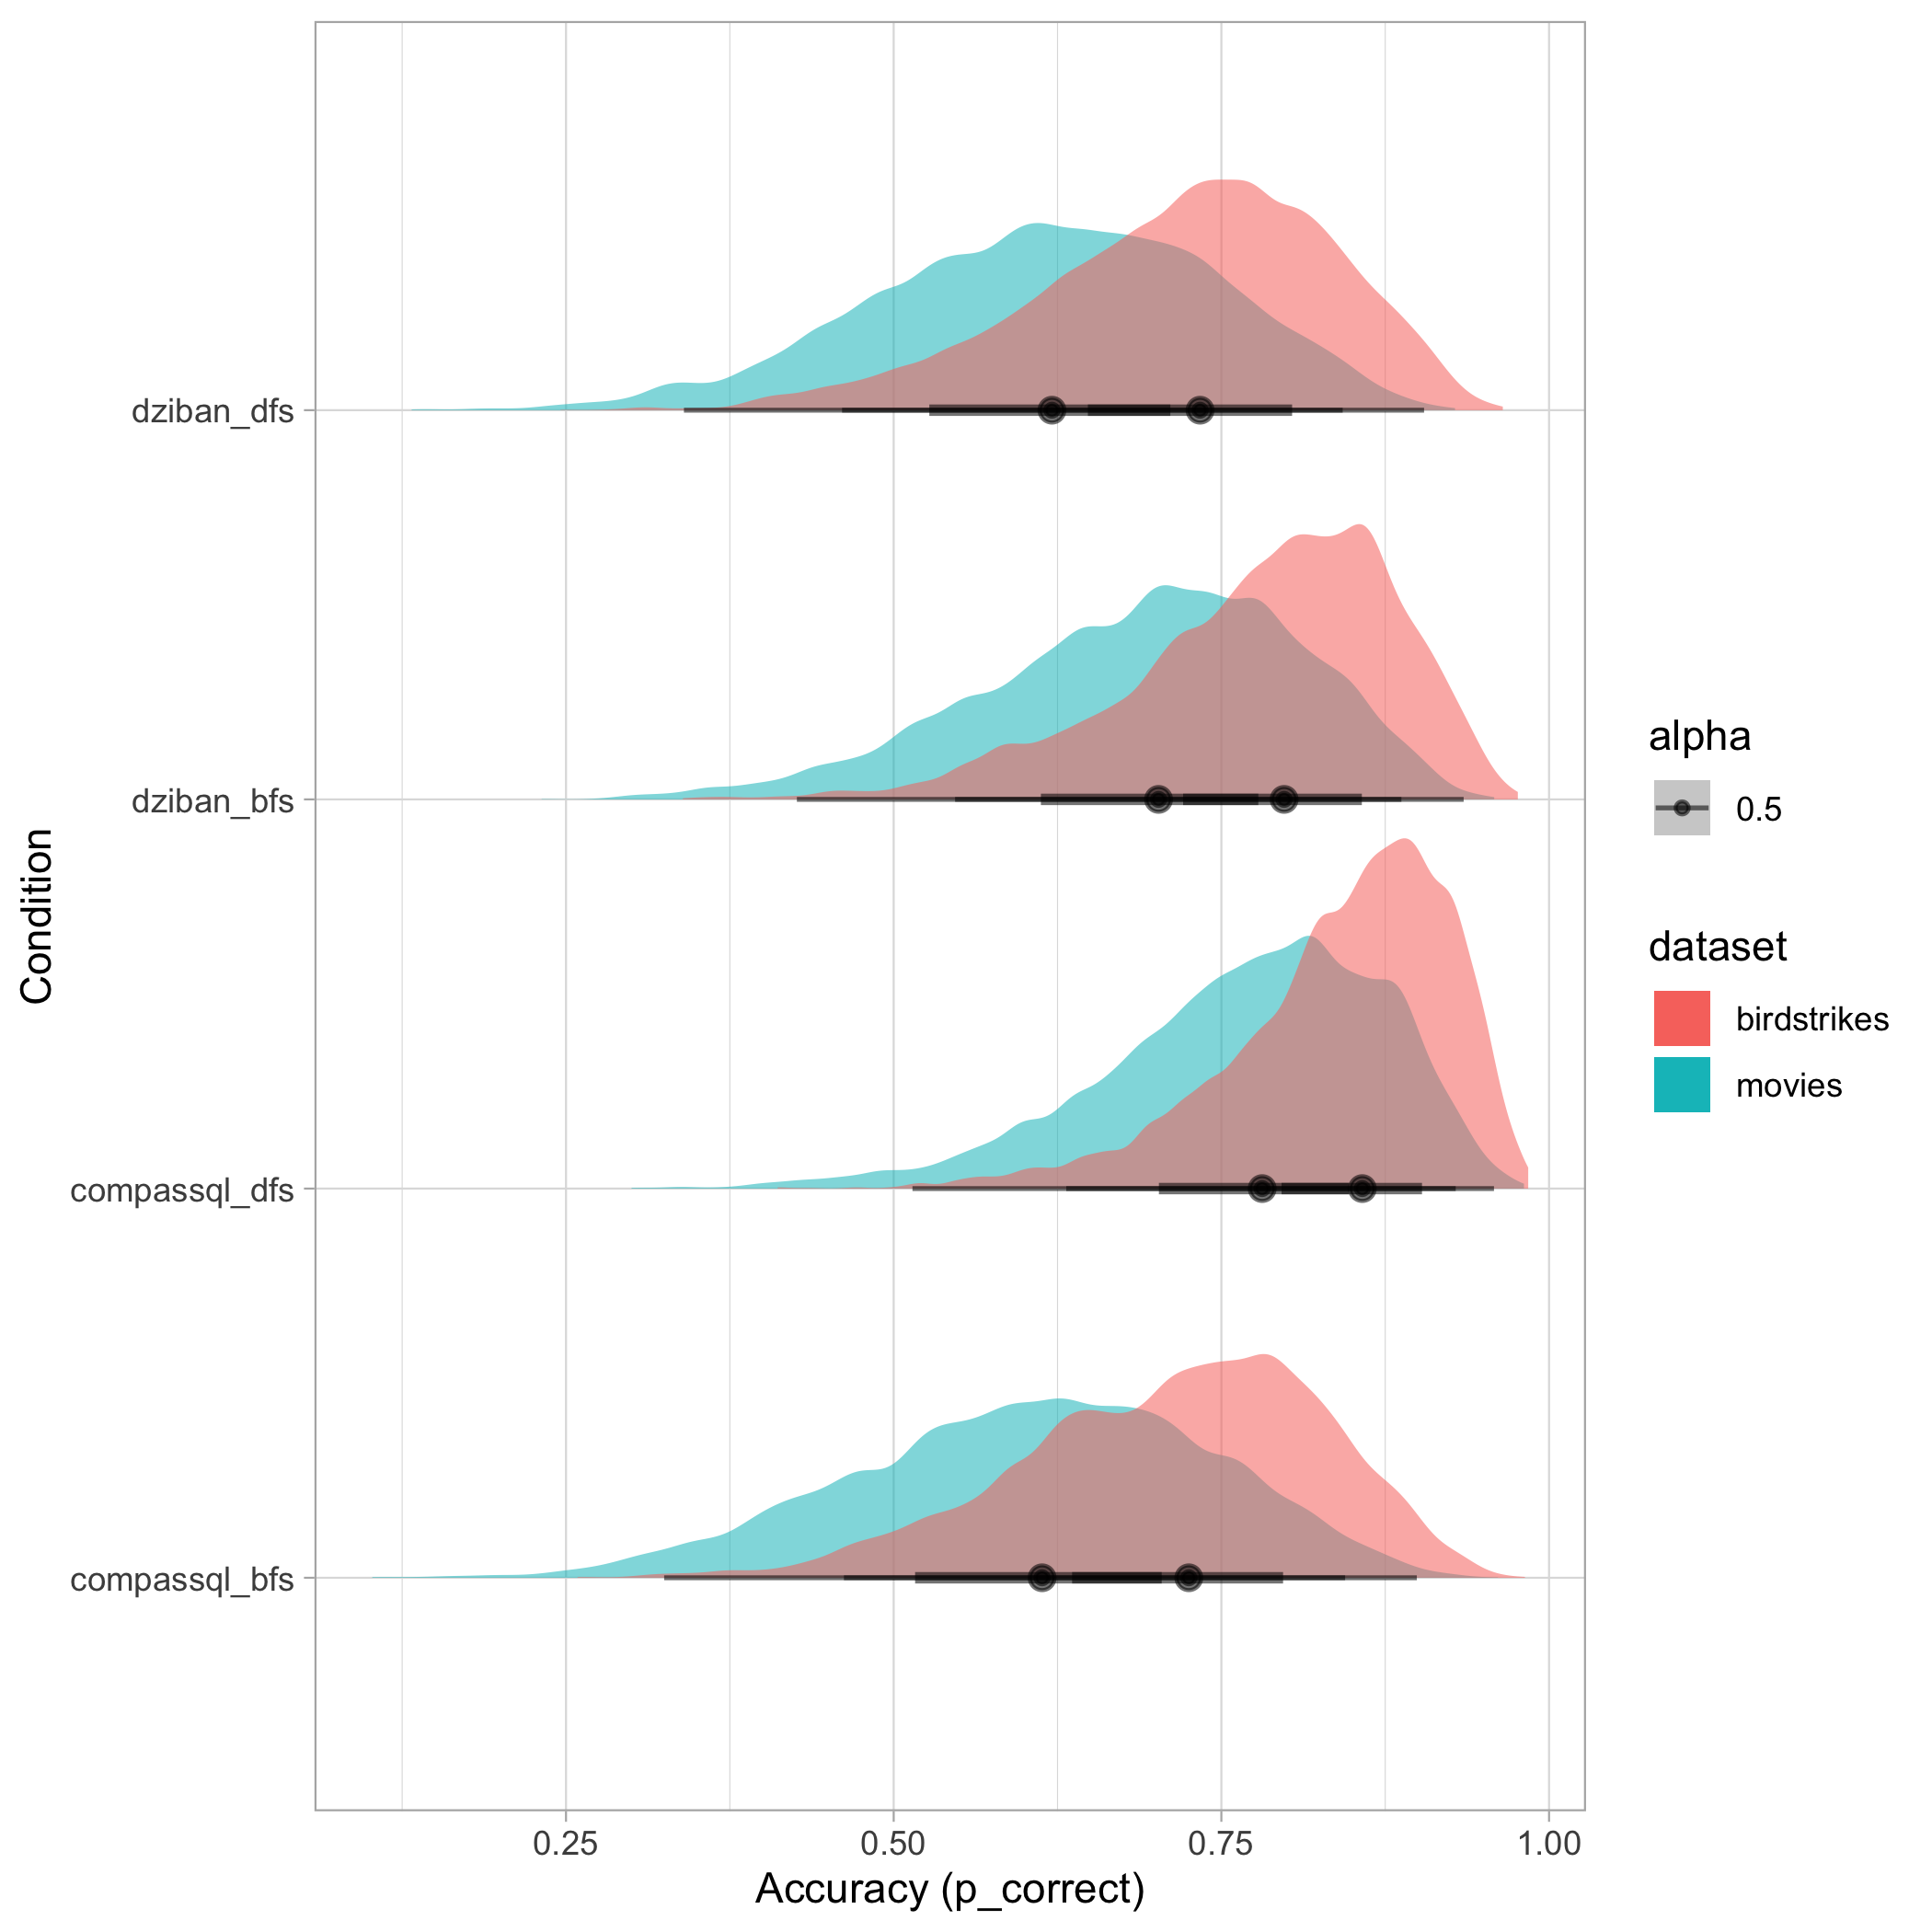 dziban_dfs
dziban_bfs
compassql_dfs
compassql_bfs
Condition
0.25
0.50
0.75
1.00
Accuracy (p_correct)
alpha
0.5
dataset
birdstrikes
movies